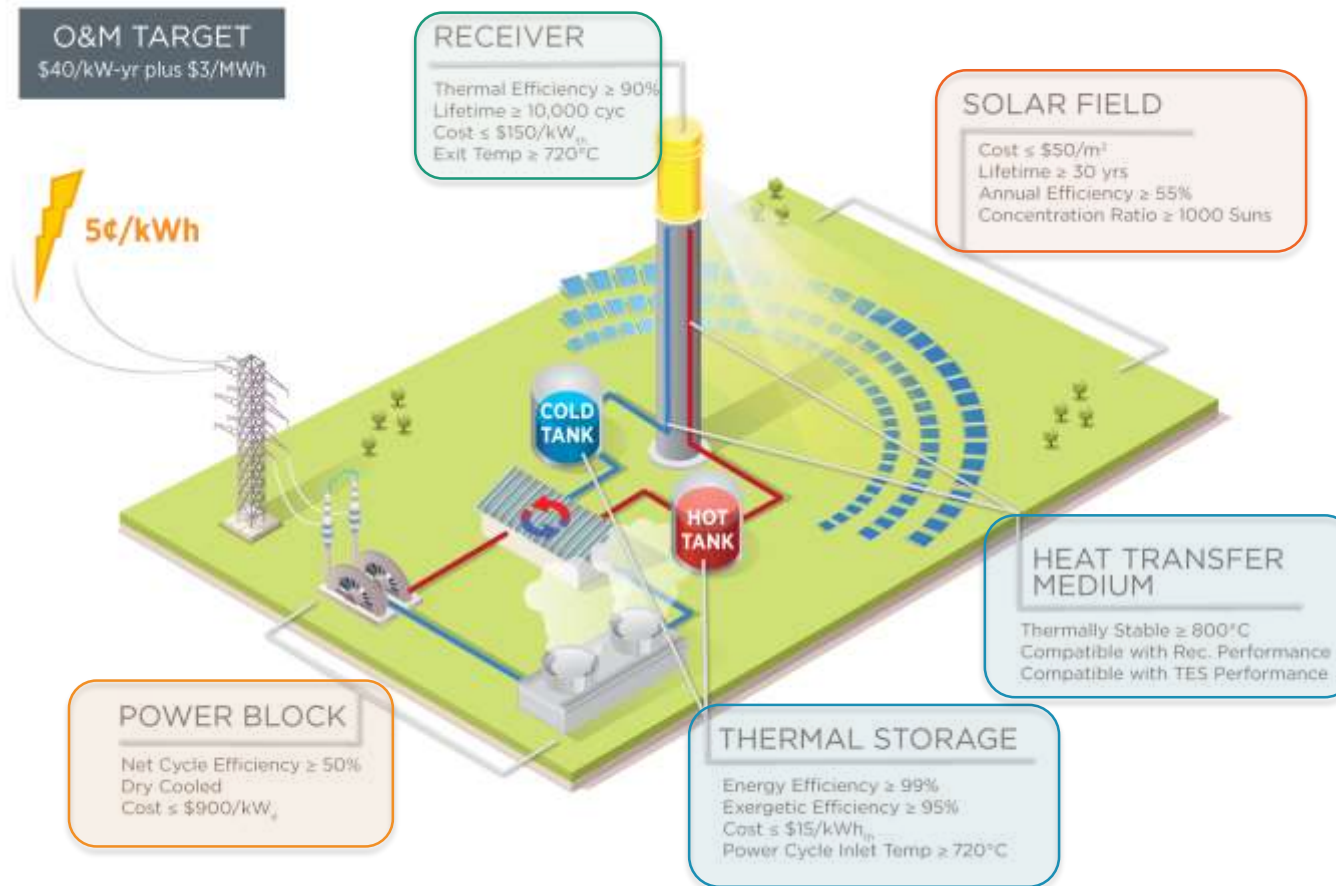 O&M TARGET
$40/kW-yr plus $3/MWh
RECEIVER
Thermal Efficiency ≥ 90%
Lifetime ≥ 10,000 cyc
Cost ≤ $150/kWth
Exit Temp ≥ 720°C
SOLAR FIELD
Cost ≤ $50/m²
Lifetime ≥ 30 yrs
Annual Efficiency ≥ 55%
Concentration Ratio ≥ 1000 Suns
5¢/kWh
COLD
TANK
HOT
TANK
HEAT TRANSFER
MEDIUM
Thermally Stable ≥ 800°C
Compatible with Rec. Performance
Compatible with TES Performance
POWER BLOCK
Net Cycle Efficiency ≥ 50%
Dry Cooled
Cost ≤ $900/kWe
THERMAL STORAGE
Energy Efficiency ≥ 99%
Exergetic Efficiency ≥ 95%
Cost ≤ $15/kWhth
Power Cycle Inlet Temp ≥ 720°C